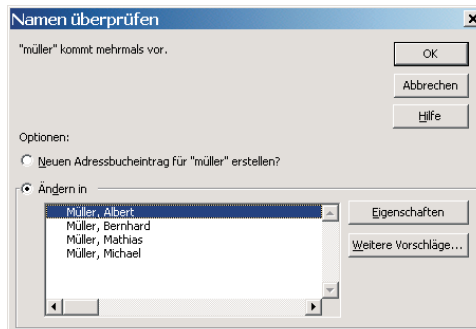 Namen überprüfen
"müller" kommt mehrmals vor.
OK
Abbrechen
Hilfe
Optionen:
Neuen Adressbucheintrag für "müller" erstellen?
Ändern in
Müller, Albert
Müller, Bernhard
Müller, Mathias
Müller, Michael
Eigenschaften
Weitere Vorschläge...